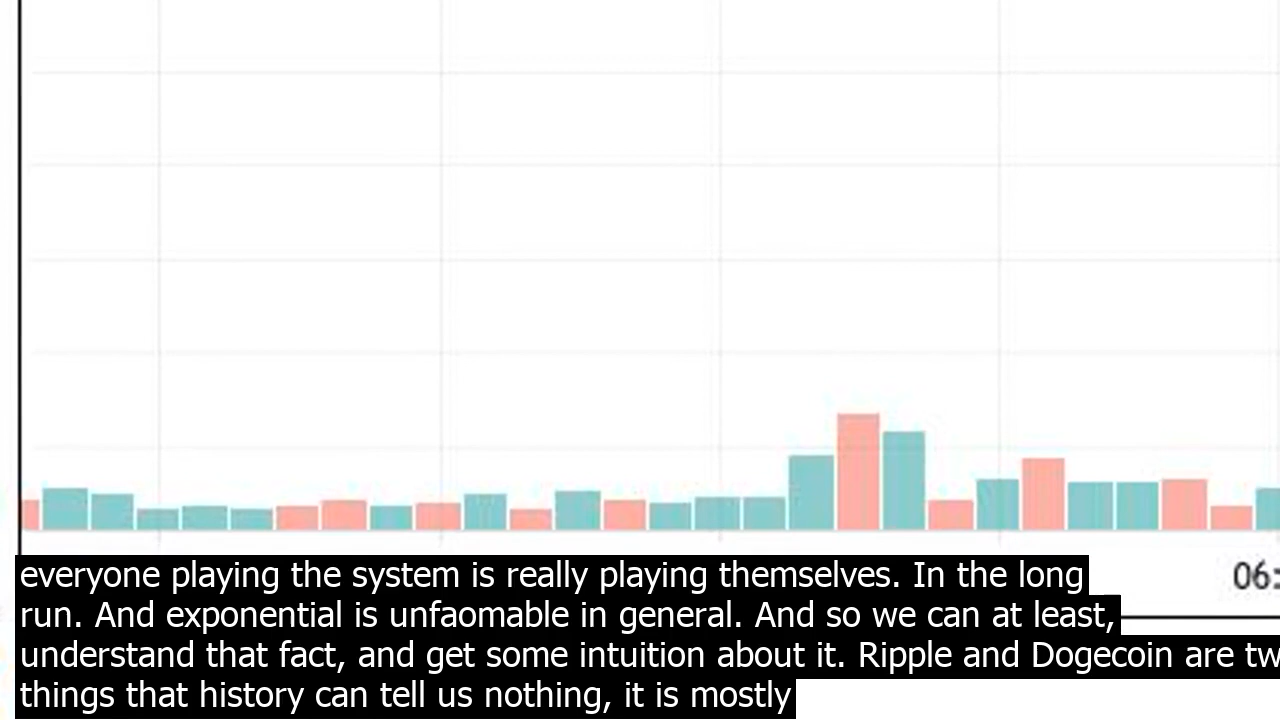 06:
everyone playing the system is really playing themselves. In the long
run. And exponential is unfaomable in general. And so we can at least,
understand that fact, and get some intuition about it. Ripple and Dogecoin are tw
things that history can tell us nothing, it is mostly